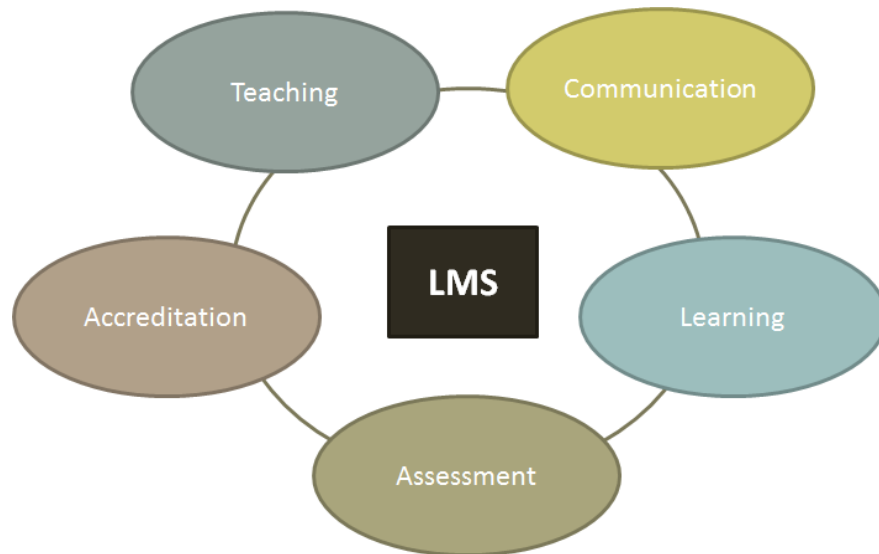 Teaching
Communication
LMS
Accreditation
Learning
Assessment